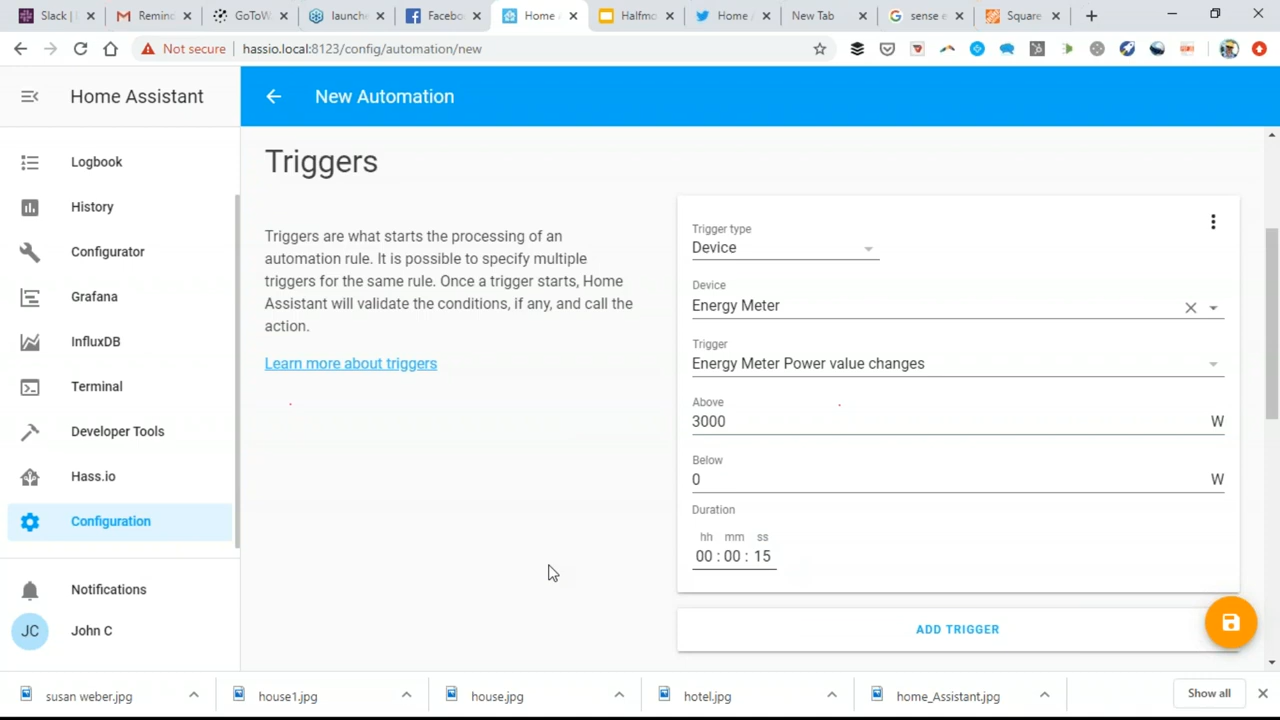 Slack |
Remind
GoToW
launche
Facebo
Home
Halfmo
Home /
New Tab
sense e
Square
Not secure
hassio.local:8123/config/automation/new
Home Assistant
New Automation
Logbook
History
Configurator
Grafana
InfluxDB
Terminal
Developer Tools
Hass.io
Configuration
Notifications
JC
John C
Triggers
Triggers are what starts the processing of an
automation rule. It is possible to specify multiple
triggers for the same rule. Once a trigger starts, Home
Assistant will validate the conditions, if any, and call the
action.
Learn more about triggers
Trigger type
Device
Device
Energy Meter
Trigger
Energy Meter Power value changes
Above
3000 W
Below
0 W
Duration
hh mm ss
00 : 00 : 15
ADD TRIGGER
susan weber.jpg
house1.jpg
house.jpg
hotel.jpg
home_Assistant.jpg
Show all